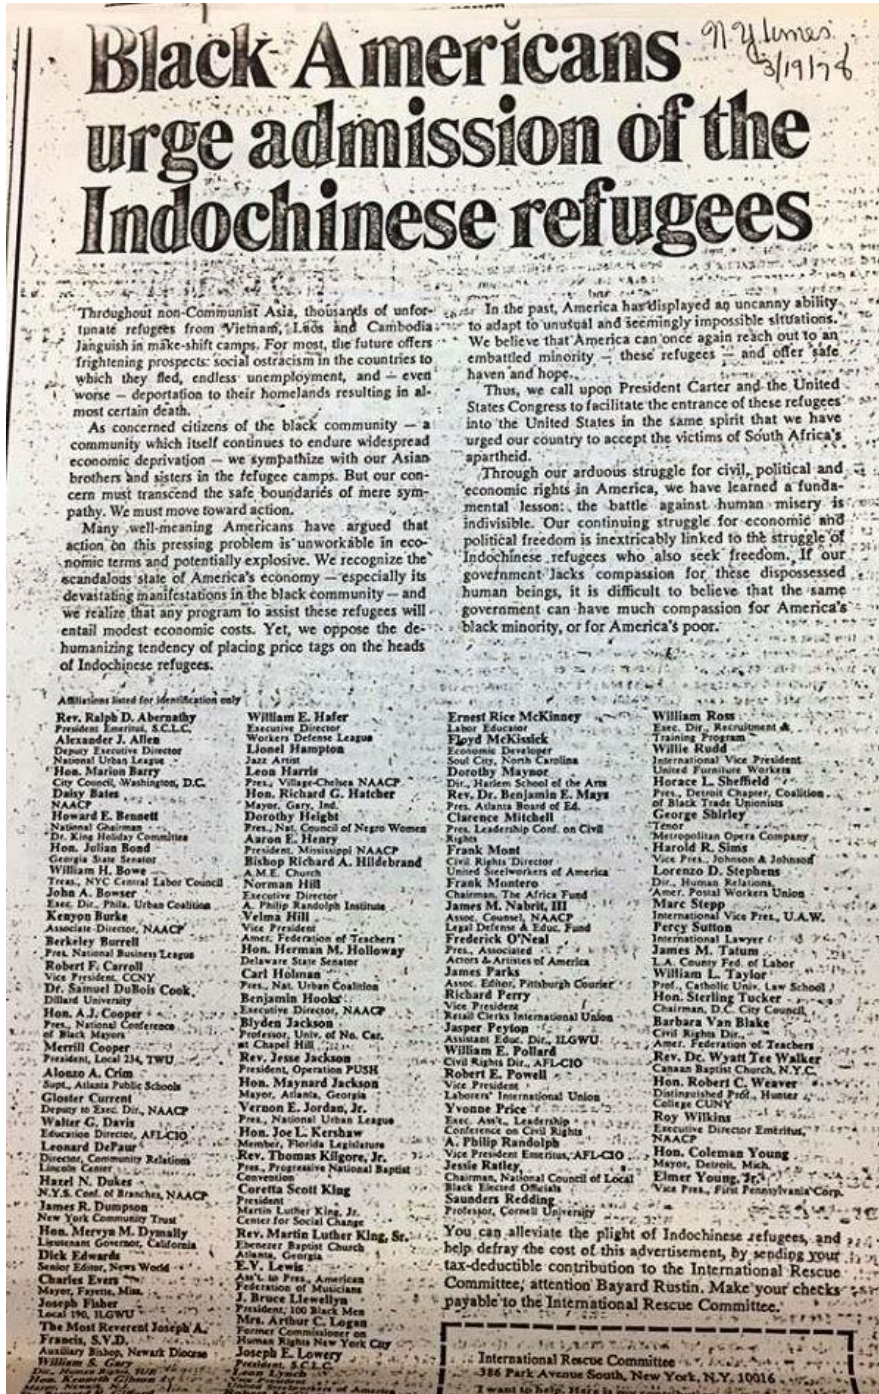 N.Y. times
3/19/78
Black Americans
urge admission of the
Indochinese refugees
Throughout non-Communist Asia, thousands of unfor-
tunate refugees from Vietnam, Laos and Cambodia
languish in make-shift camps. For most, the future offers
frightening prospects: social ostracism in the countries to
which they fled, endless unemployment, and — even
worse — deportation to their homelands resulting in al-
most certain death.
As concerned citizens of the black community — a
community which itself continues to endure widespread
economic deprivation — we sympathize with our Asian
brothers and sisters in the refugee camps. But our con-
cern must transcend the safe boundaries of mere sym-
pathy. We must move toward action.
Many well-meaning Americans have argued that
action on this pressing problem is unworkable in eco-
nomic terms and potentially explosive. We recognize the
scandalous state of America's economy — especially its
devastating manifestations in the black community — and
we realize that any program to assist these refugees will
entail modest economic costs. Yet, we oppose the de-
humanizing tendency of placing price tags on the heads
of Indochinese refugees.
In the past, America has displayed an uncanny ability
to adapt to unusual and seemingly impossible situations.
We believe that America can once again reach out to an
embattled minority — these refugees — and offer safe
haven and hope.
Thus, we call upon President Carter and the United
States Congress to facilitate the entrance of these refugees
into the United States in the same spirit that we have
urged our country to accept the victims of South Africa's
apartheid.
Through our arduous struggle for civil, political and
economic rights in America, we have learned a funda-
mental lesson: the battle against human misery is
indivisible. Our continuing struggle for economic and
political freedom is inextricably linked to the struggle of
Indochinese refugees who also seek freedom. If our
government lacks compassion for these dispossessed
human beings, it is difficult to believe that the same
government can have much compassion for America's
black minority, or for America's poor.
Affiliations listed for identification only
Rev. Ralph D. Abernathy
President Emeritus, S.C.L.C.
Alexander J. Allen
Deputy Executive Director
National Urban League
Hon. Marion Barry
City Council, Washington, D.C.
Daisy Bates
NAACP
Howard E. Bennett
National Chairman
Dr. King Holiday Committee
Hon. Julian Bond
Georgia State Senator
William H. Bowe
Treas., NYC Central Labor Council
John A. Bowser
Exec. Dir., Phila. Urban Coalition
Kenyon Burke
Associate Director, NAACP
Berkeley Burrell
Pres. National Business League
Robert F. Carroll
Vice President, CCNY
Dr. Samuel DuBois Cook
Dillard University
Hon. A.J. Cooper
Pres., National Conference
of Black Mayors
Merrill Cooper
President, Local 234, TWU
Alonzo A. Crim
Supt., Atlanta Public Schools
Gloster Current
Deputy to Exec. Dir., NAACP
Walter G. Davis
Education Director, AFL-CIO
Leonard DePaur
Director, Community Relations
Lincoln Center
Hazel N. Dukes
N.Y.S. Conf. of Branches, NAACP
James R. Dumpson
New York Community Trust
Hon. Mervyn M. Dymally
Lieutenant Governor, California
Dick Edwards
Senior Editor, News World
Charles Evers
Mayor, Fayette, Miss.
Joseph Fisher
Local 190, ILGWU
The Most Reverent Joseph A.
Francis, S.V.D.
Auxiliary Bishop, Newark Diocese
William S. Gary
Hon. Kenneth Gibson
William E. Hafer
Executive Director
Workers Defense League
Lionel Hampton
Jazz Artist
Leon Harris
Pres., Village-Chelsea NAACP
Hon. Richard G. Hatcher
Mayor, Gary, Ind.
Dorothy Height
Pres., Nat. Council of Negro Women
Aaron E. Henry
President, Mississippi NAACP
Bishop Richard A. Hildebrand
A.M.E. Church
Norman Hill
Executive Director
A. Philip Randolph Institute
Velma Hill
Vice President
Amer. Federation of Teachers
Hon. Herman M. Holloway
Delaware State Senator
Carl Holman
Pres., Nat. Urban Coalition
Benjamin Hooks
Executive Director, NAACP
Blyden Jackson
Professor, Univ. of No. Car.
at Chapel Hill
Rev. Jesse Jackson
President, Operation PUSH
Hon. Maynard Jackson
Mayor, Atlanta, Georgia
Vernon E. Jordan, Jr.
Pres., National Urban League
Hon. Joe L. Kershaw
Member, Florida Legislature
Rev. Thomas Kilgore, Jr.
Pres., Progressive National Baptist
Convention
Coretta Scott King
President
Martin Luther King, Jr.
Center for Social Change
Rev. Martin Luther King, Sr.
Ebenezer Baptist Church
Atlanta, Georgia
E.V. Lewis
Ass't. to Pres., American
Federation of Musicians
J. Bruce Llewellyn
President, 100 Black Men
Mrs. Arthur C. Logan
Former Commissioner on
Human Rights New York City
Joseph E. Lowery
President, S.C.L.C.
Leon Lynch
Vice President
United Steelworkers of America
Ernest Rice McKinney
Labor Educator
Floyd McKissick
Economic Developer
Soul City, North Carolina
Dorothy Maynor
Dir., Harlem School of the Arts
Rev. Dr. Benjamin E. Mays
Pres. Atlanta Board of Ed.
Clarence Mitchell
Pres. Leadership Conf. on Civil
Rights
Frank Mont
Civil Rights Director
United Steelworkers of America
Frank Montero
Chairman, The Africa Fund
James M. Nabrit, III
Assoc. Counsel, NAACP
Legal Defense & Educ. Fund
Frederick O'Neal
Pres., Associated
Actors & Artistes of America
James Parks
Assoc. Editor, Pittsburgh Courier
Richard Perry
Vice President
Retail Clerks International Union
Jasper Peyton
Assistant Educ. Dir., ILGWU
William E. Pollard
Civil Rights Dir., AFL-CIO
Robert E. Powell
Vice President
Laborers' International Union
Yvonne Price
Exec. Ass't., Leadership
Conference on Civil Rights
A. Philip Randolph
Vice President Emeritus, AFL-CIO
Jessie Ratley
Chairman, National Council of Local
Black Elected Officials
Saunders Redding
Professor, Cornell University
William Ross
Exec. Dir., Recruitment &
Training Program
Willie Rudd
International Vice President
United Furniture Workers
Horace L. Sheffield
Pres., Detroit Chapter, Coalition
of Black Trade Unionists
George Shirley
Tenor
Metropolitan Opera Company
Harold R. Sims
Vice Pres., Johnson & Johnson
Lorenzo D. Stephens
Dir., Human Relations,
Amer. Postal Workers Union
Marc Stepp
International Vice Pres., U.A.W.
Percy Sutton
International Lawyer
James M. Tatum
L.A. County Fed. of Labor
William L. Taylor
Prof., Catholic Univ. Law School
Hon. Sterling Tucker
Chairman, D.C. City Council
Barbara Van Blake
Civil Rights Dir.,
Amer. Federation of Teachers
Rev. Dr. Wyatt Tee Walker
Canaan Baptist Church, N.Y.C.
Hon. Robert C. Weaver
Distinguished Prof., Hunter
College CUNY
Roy Wilkins
Executive Director Emeritus,
NAACP
Hon. Coleman Young
Mayor, Detroit, Mich.
Elmer Young, Jr.
Vice Pres., First Pennsylvania Corp.
You can alleviate the plight of Indochinese refugees, and
help defray the cost of this advertisement, by sending your
tax-deductible contribution to the International Rescue
Committee, attention Bayard Rustin. Make your checks
payable to the International Rescue Committee.
International Rescue Committee
386 Park Avenue South, New York, N.Y. 10016
I want to help. Here is my